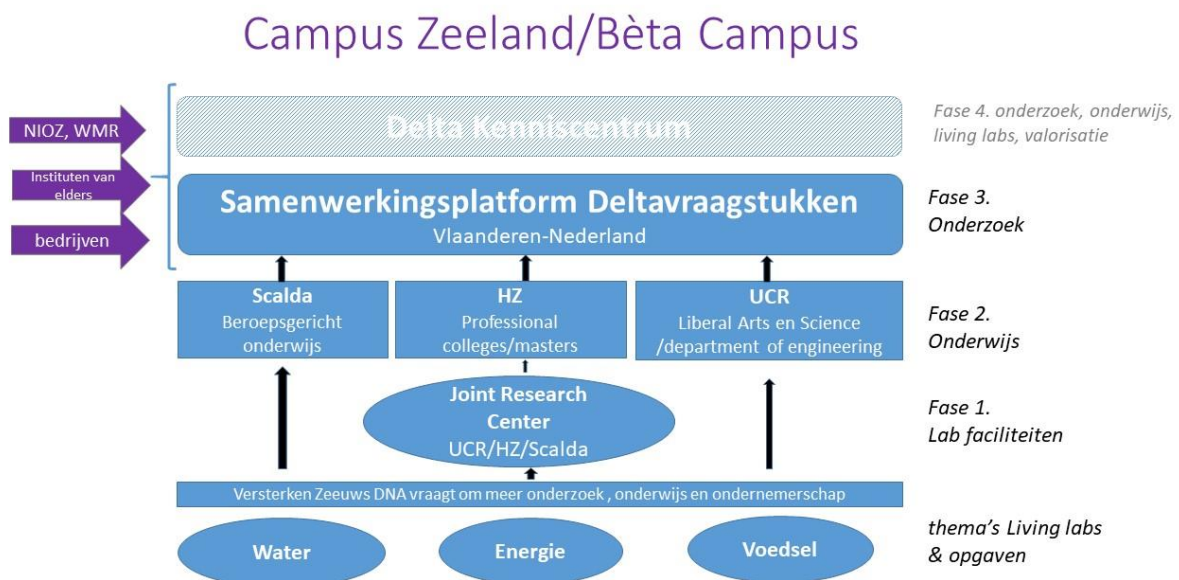 Campus Zeeland/Bèta Campus
NIOZ, WMR
Instituten van
elders
bedrijven
Delta Kenniscentrum
Fase 4. onderzoek, onderwijs,
living labs, valorisatie
Samenwerkingsplatform Deltavraagstukken
Vlaanderen-Nederland
Fase 3.
Onderzoek
Scalda
Beroepsgericht
onderwijs
HZ
Professional
colleges/masters
UCR
Liberal Arts en Science
/department of engineering
Fase 2.
Onderwijs
Joint Research
Center
UCR/HZ/Scalda
Fase 1.
Lab faciliteiten
Versterken Zeeuws DNA vraagt om meer onderzoek , onderwijs en ondernemerschap
Water
Energie
Voedsel
thema's Living labs
& opgaven